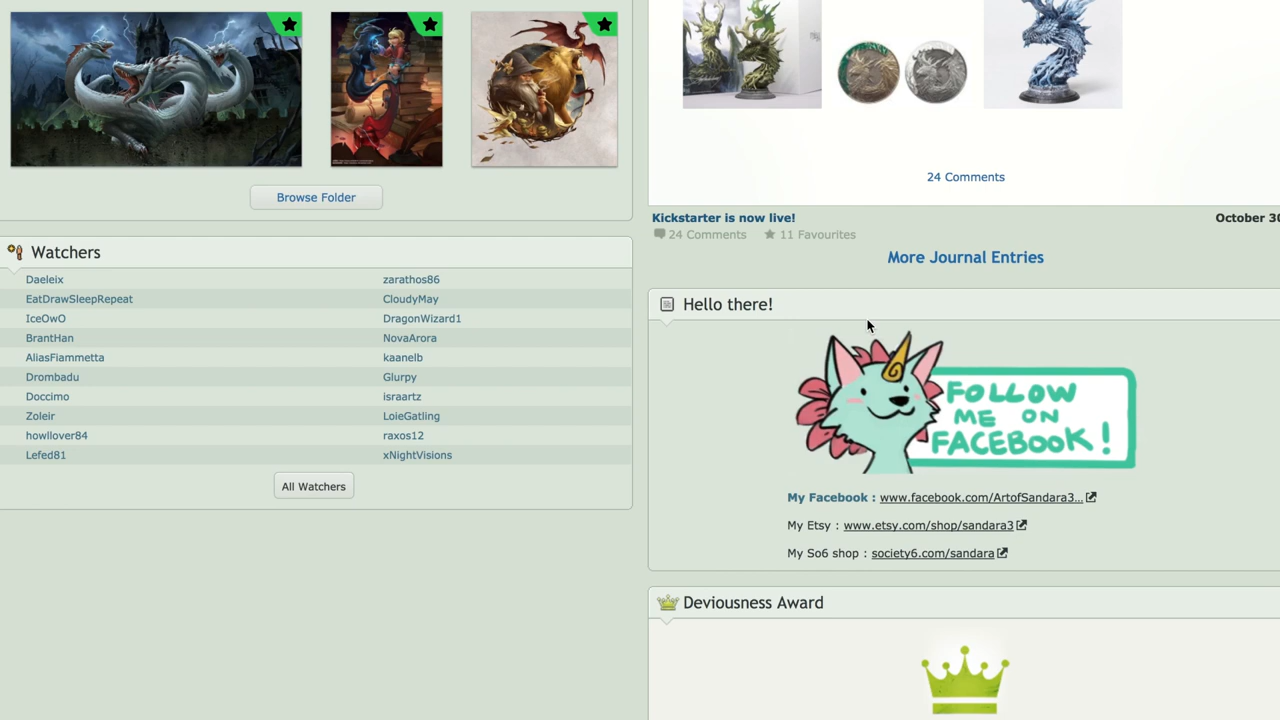 Browse Folder
Watchers
Daeleix
zarathos86
EatDrawSleepRepeat
CloudyMay
IceOwO
DragonWizard1
BrantHan
NovaArora
AliasFiammetta
kaanelb
Drombadu
Glurpy
Doccimo
israartz
Zoleir
LoieGatling
howllover84
raxos12
Lefed81
xNightVisions
All Watchers
24 Comments
Kickstarter is now live!
October 30
24 Comments
11 Favourites
More Journal Entries
Hello there!
FOLLOW
ME ON
FACEBOOK!
My Facebook : www.facebook.com/ArtofSandara3...
My Etsy : www.etsy.com/shop/sandara3
My So6 shop : society6.com/sandara
Deviousness Award